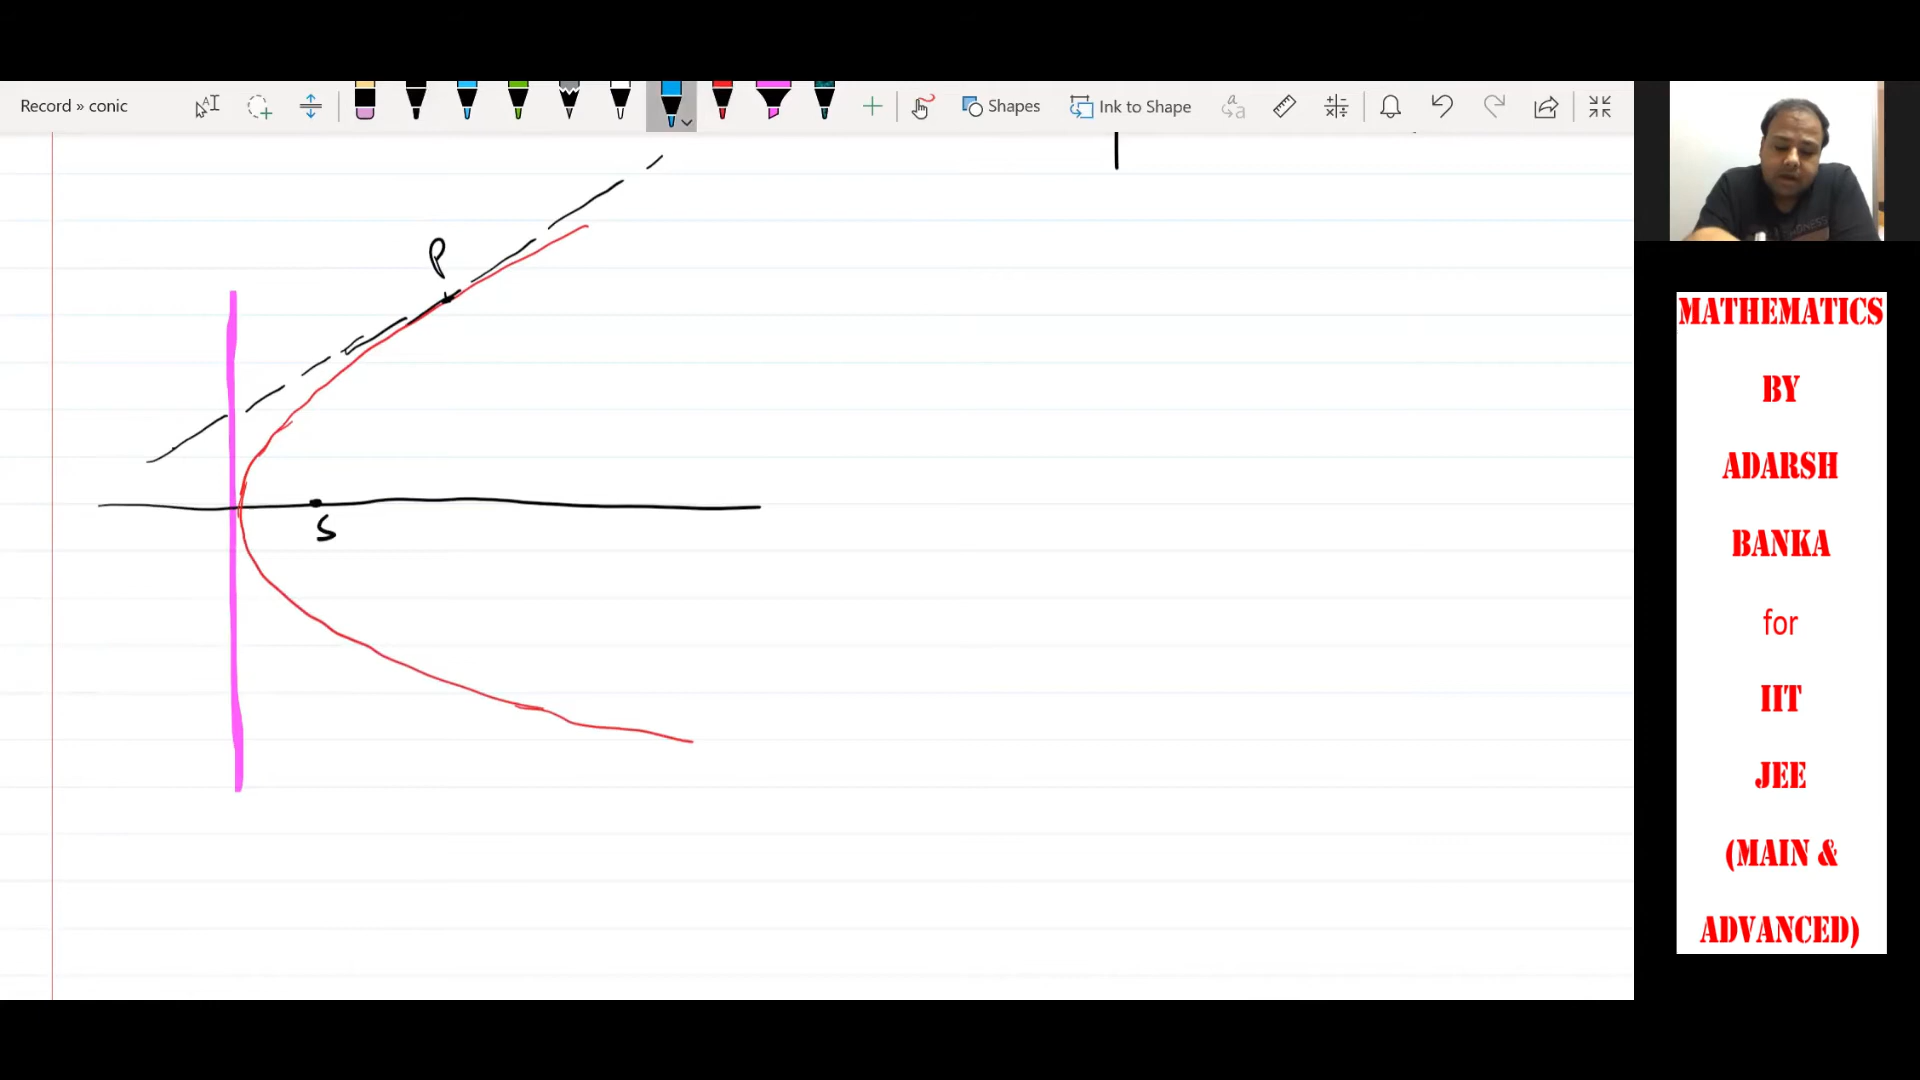 Record » conic
Shapes
Ink to Shape
P
S
MATHEMATICS
BY
ADARSH
BANKA
for
IIT
JEE
(MAIN &
ADVANCED)